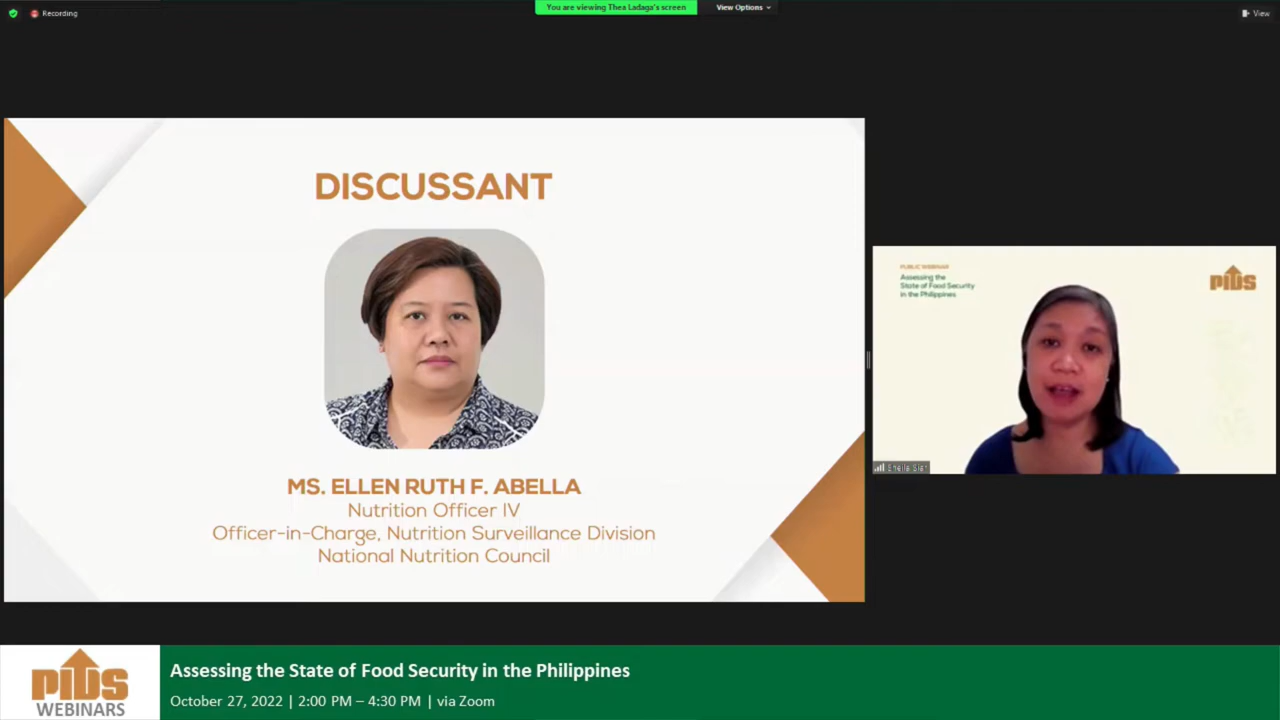 Recording
You are viewing Thea Ladaga's screen
View Options
View
DISCUSSANT
MS. ELLEN RUTH F. ABELLA
Nutrition Officer IV
Officer-in-Charge, Nutrition Surveillance Division
National Nutrition Council
PUBLIC WEBINAR
Assessing the
State of Food Security
in the Philippines
PIDS
Sheila Siar
PIDS
WEBINARS
Assessing the State of Food Security in the Philippines
October 27, 2022 | 2:00 PM – 4:30 PM | via Zoom